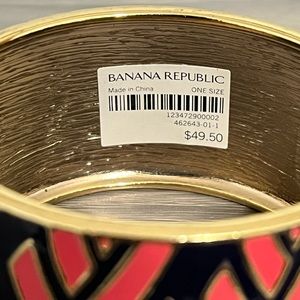 BANANA REPUBLIC
Made in China ONE SIZE
123472900002
462643-01-1
$49.50